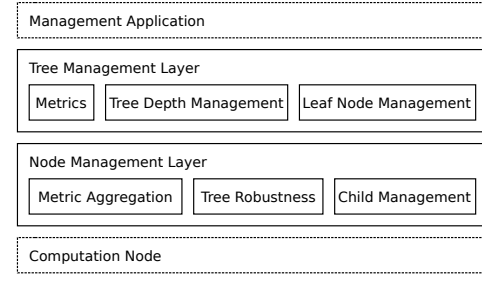 Management Application
Tree Management Layer
Metrics Tree Depth Management Leaf Node Management
Node Management Layer
Metric Aggregation Tree Robustness Child Management
Computation Node